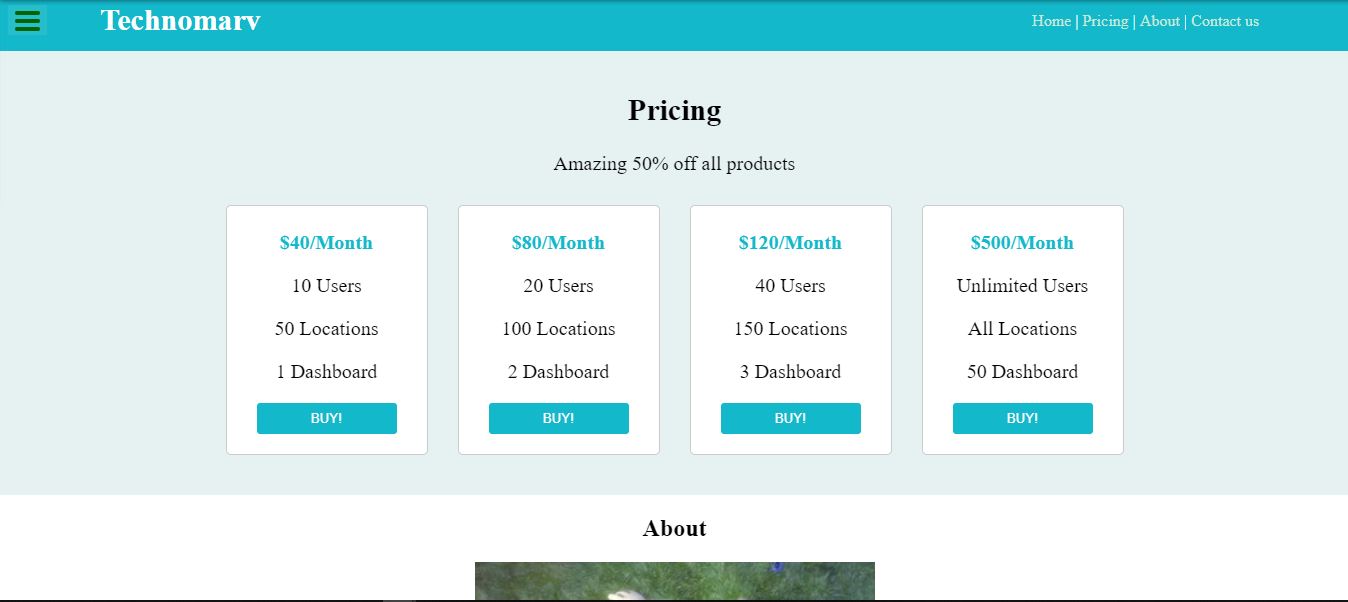 Technomarv
Home | Pricing | About | Contact us
Pricing
Amazing 50% off all products
$40/Month
10 Users
50 Locations
1 Dashboard
BUY!
$80/Month
20 Users
100 Locations
2 Dashboard
BUY!
$120/Month
40 Users
150 Locations
3 Dashboard
BUY!
$500/Month
Unlimited Users
All Locations
50 Dashboard
BUY!
About